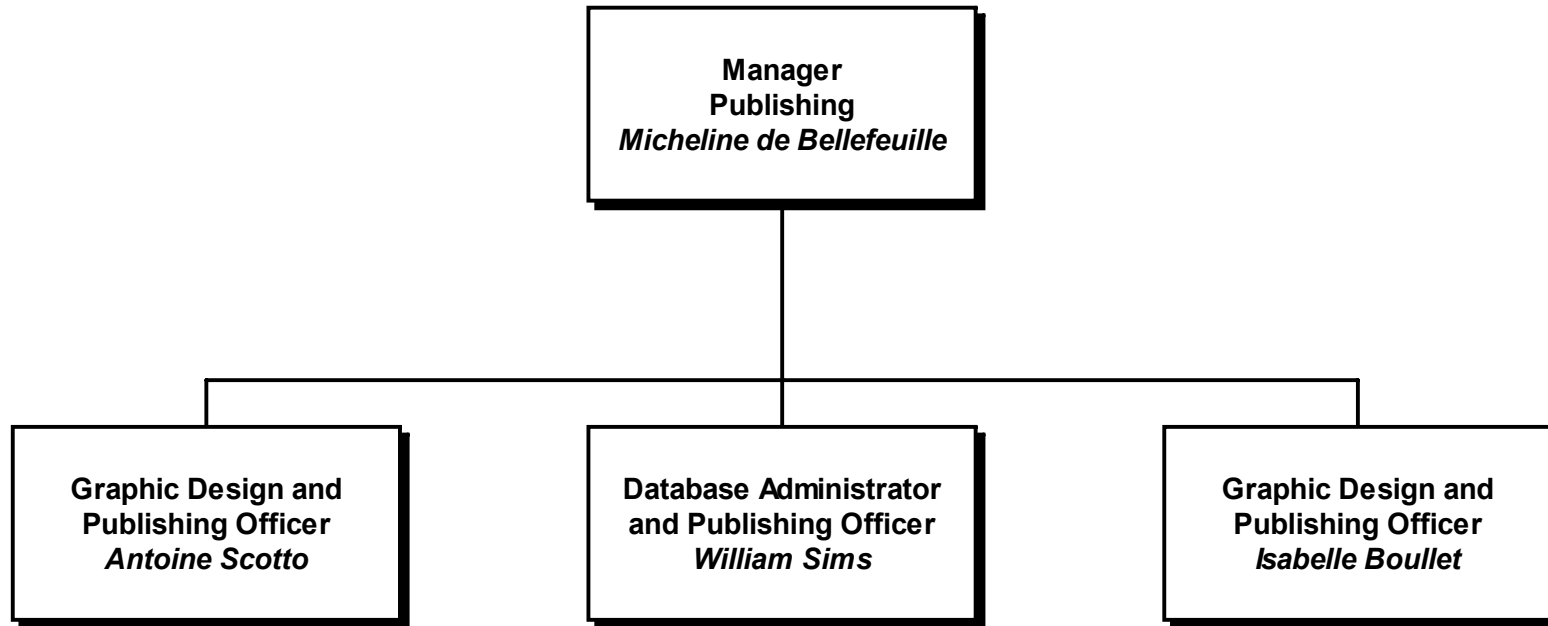 Manager
Publishing
Micheline de Bellefeuille
Graphic Design and
Publishing Officer
Antoine Scotto
Database Administrator
and Publishing Officer
William Sims
Graphic Design and
Publishing Officer
Isabelle Boullet